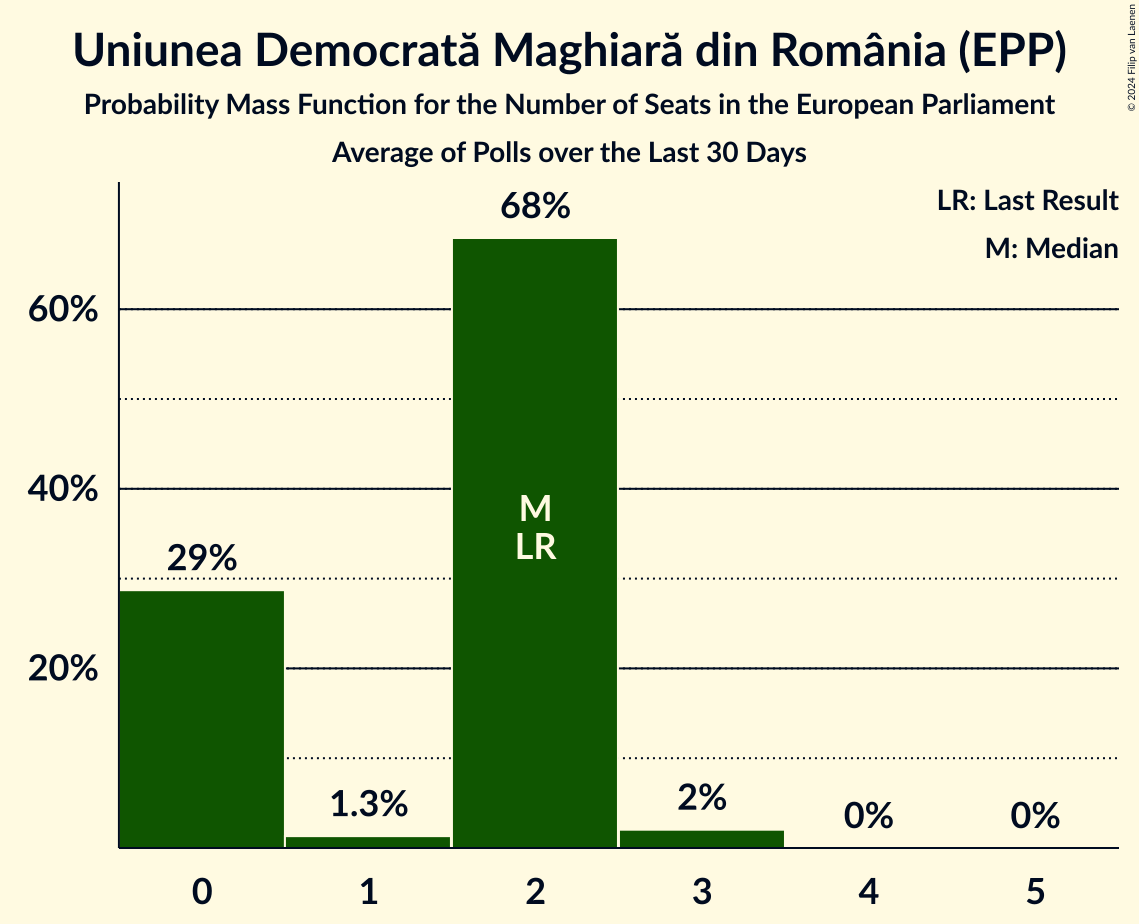 Uniunea Democrată Maghiară din România (EPP)
Probability Mass Function for the Number of Seats in the European Parliament
Average of Polls over the Last 30 Days
© 2024 Filip van Laenen
LR: Last Result
M: Median
68%
60%
40%
M
LR
29%
20%
1.3%
2%
0%
0%
0
1
2
3
4
5